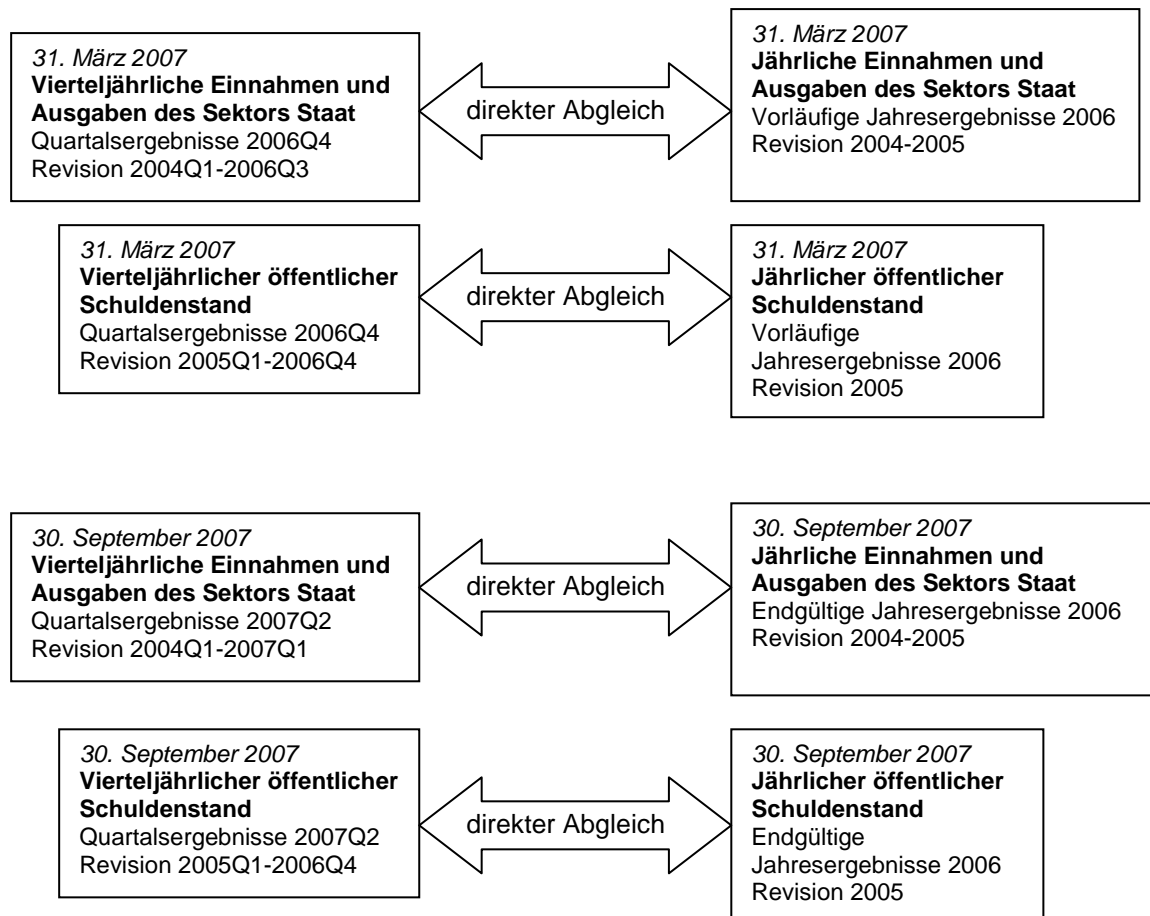 31. März 2007
Vierteljährliche Einnahmen und
Ausgaben des Sektors Staat
Quartalsergebnisse 2006Q4
Revision 2004Q1-2006Q3
direkter Abgleich
31. März 2007
Jährliche Einnahmen und
Ausgaben des Sektors Staat
Vorläufige Jahresergebnisse 2006
Revision 2004-2005
31. März 2007
Vierteljährlicher öffentlicher
Schuldenstand
Quartalsergebnisse 2006Q4
Revision 2005Q1-2006Q4
direkter Abgleich
31. März 2007
Jährlicher öffentlicher
Schuldenstand
Vorläufige
Jahresergebnisse 2006
Revision 2005
30. September 2007
Vierteljährliche Einnahmen und
Ausgaben des Sektors Staat
Quartalsergebnisse 2007Q2
Revision 2004Q1-2007Q1
direkter Abgleich
30. September 2007
Jährliche Einnahmen und
Ausgaben des Sektors Staat
Endgültige Jahresergebnisse 2006
Revision 2004-2005
30. September 2007
Vierteljährlicher öffentlicher
Schuldenstand
Quartalsergebnisse 2007Q2
Revision 2005Q1-2006Q4
direkter Abgleich
30. September 2007
Jährlicher öffentlicher
Schuldenstand
Endgültige
Jahresergebnisse 2006
Revision 2005